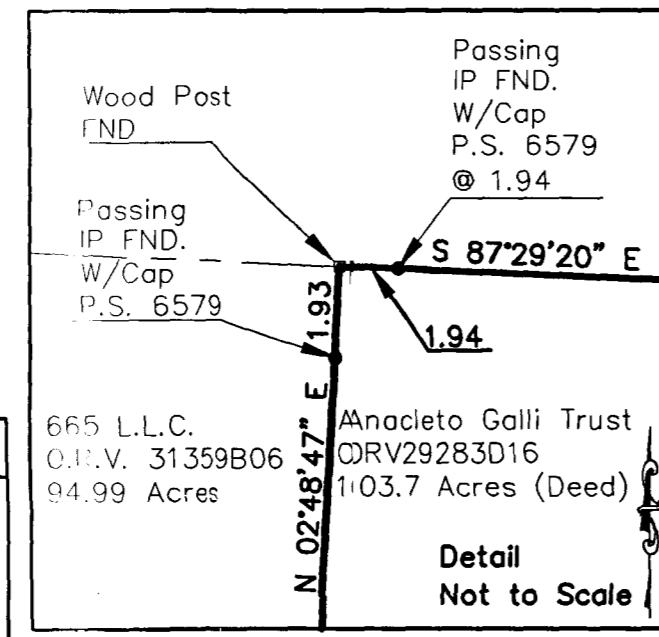 Wood Post
FND
Passing
IP FND.
W/Cap
P.S. 6579
@ 1.94
Passing
IP FND.
W/Cap
P.S. 6579
S 87°29'20" E
1.93
1.94
N 02°48'47" E
665 L.L.C.
O.R.V. 31359B06
94.99 Acres
Anacleto Galli Trust
ORV29283D16
103.7 Acres (Deed)
Detail
Not to Scale